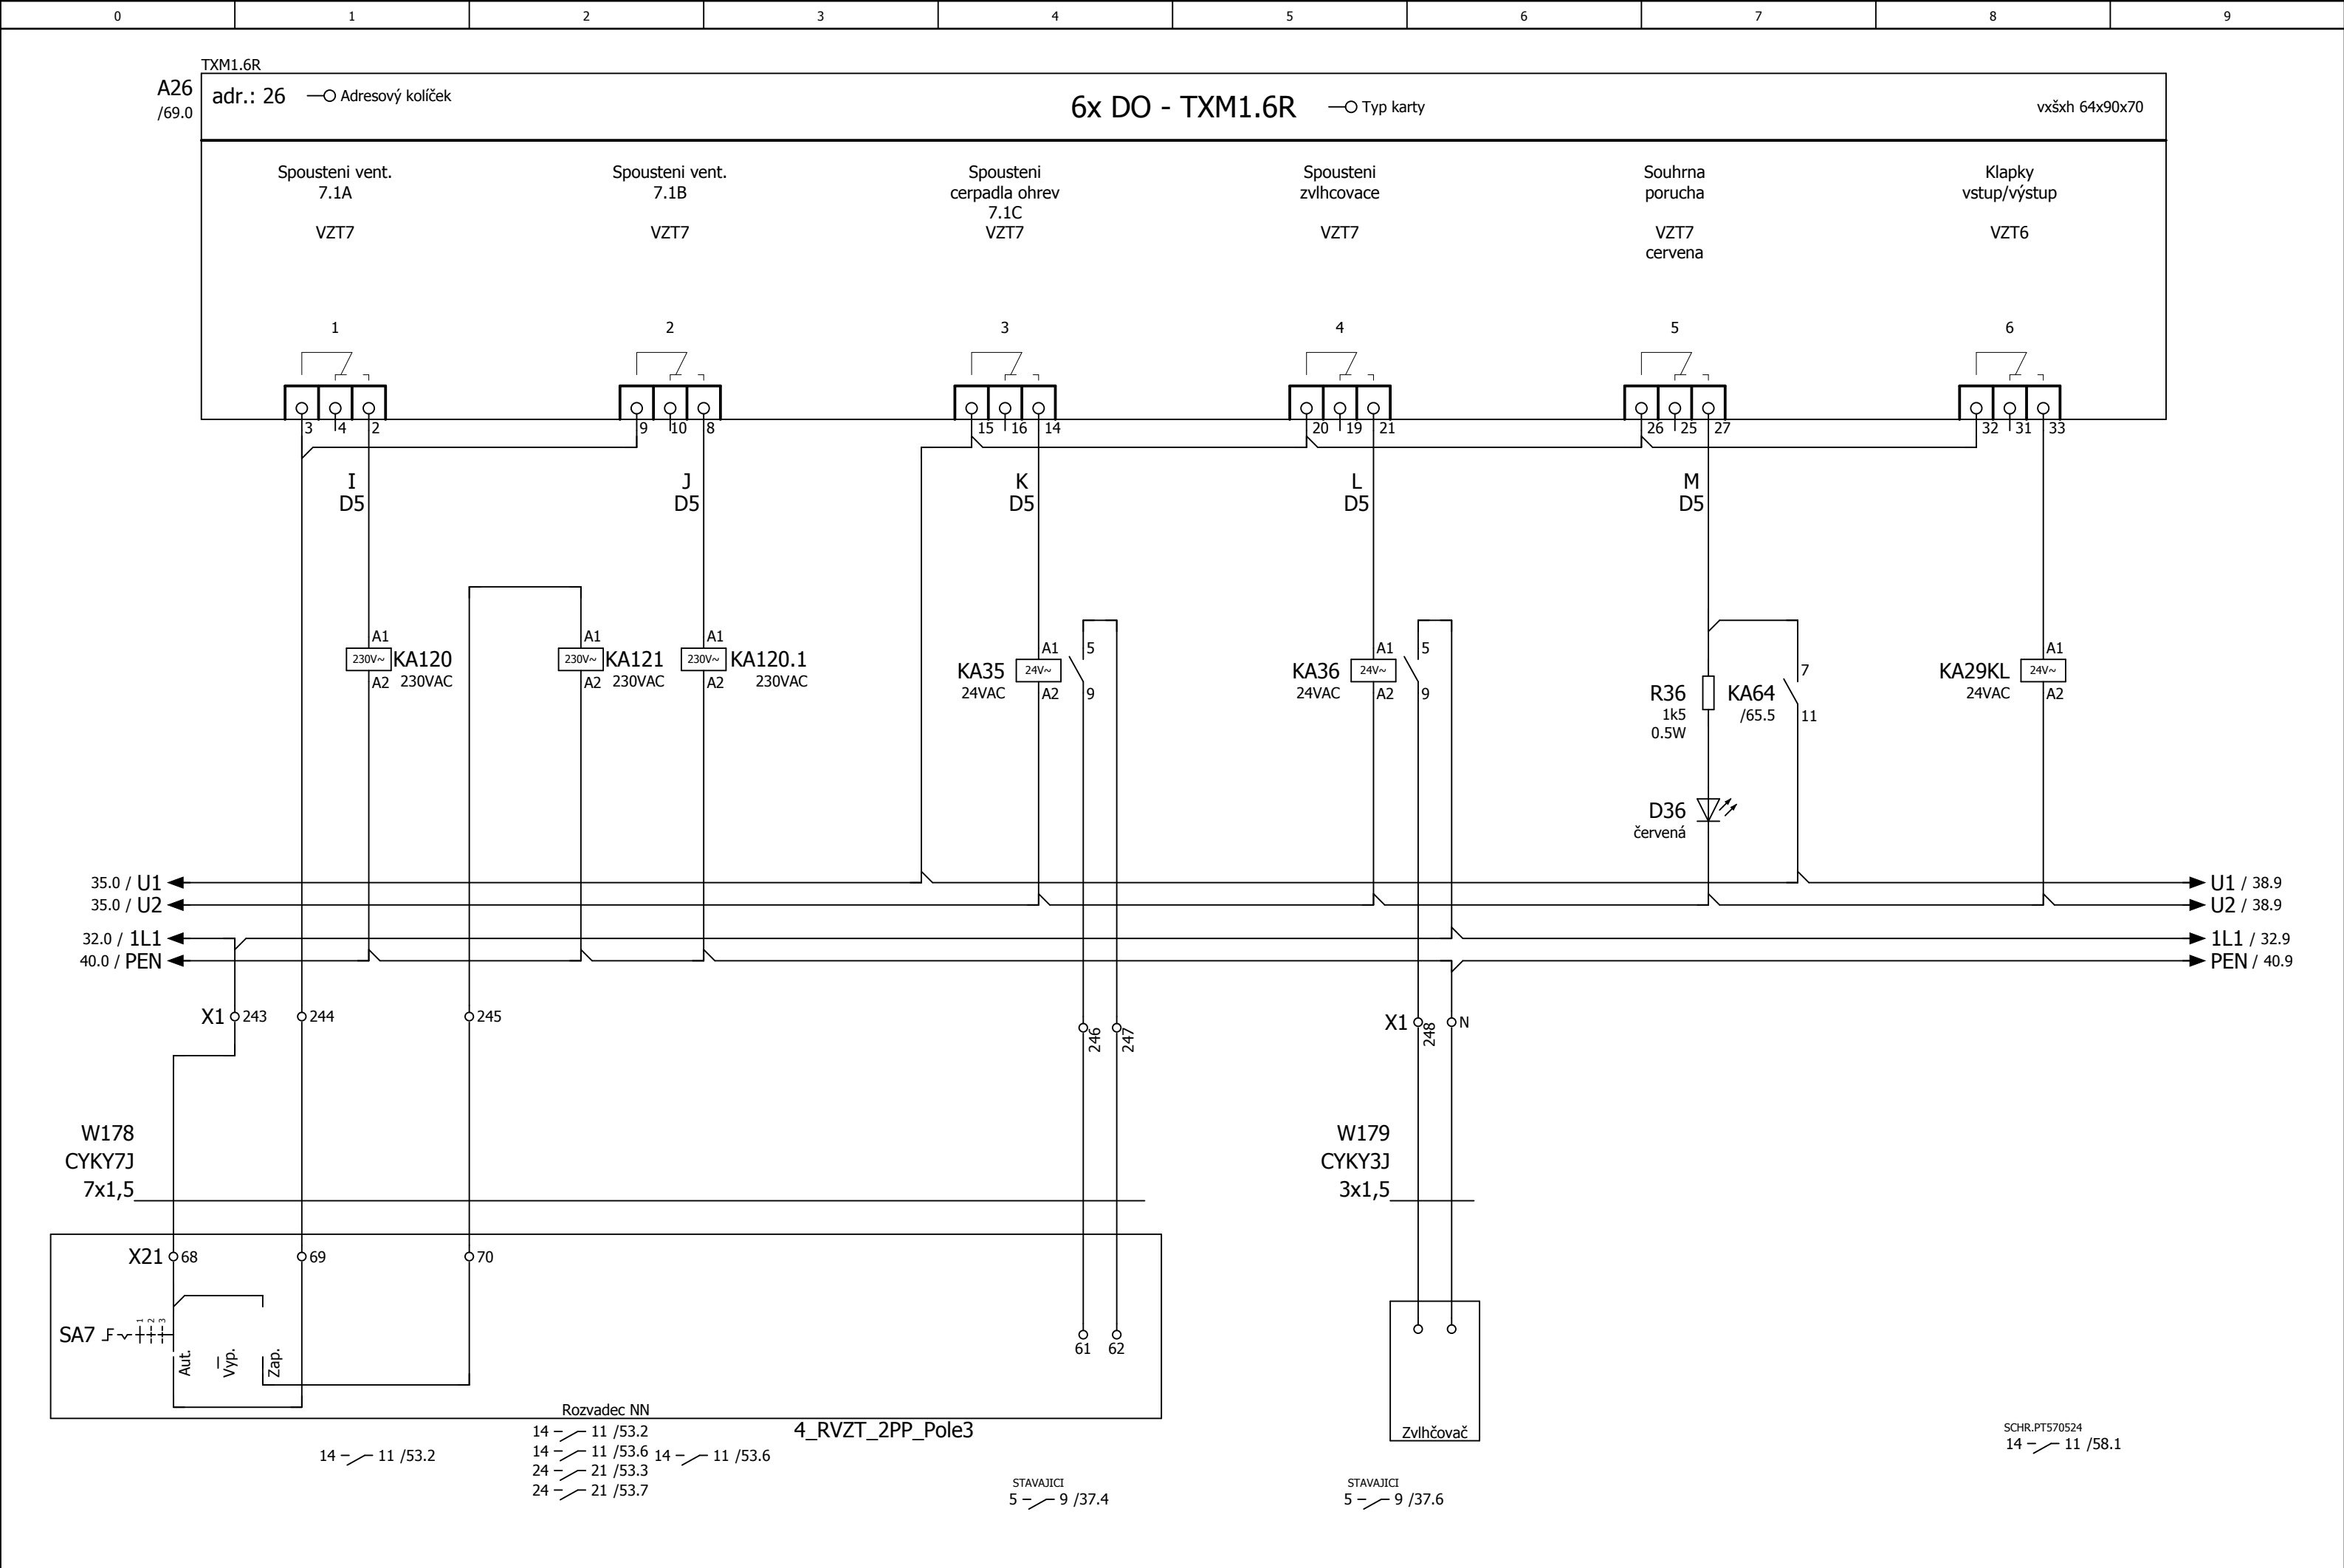 0 1 2 3 4 5 6 7 8 9
TXM1.6R
A26
/69.0
adr.: 26
Adresový kolíček
6x DO - TXM1.6R
Typ karty
vxšxh 64x90x70
Spousteni vent.
7.1A
VZT7
Spousteni vent.
7.1B
VZT7
Spousteni
cerpadla ohrev
7.1C
VZT7
Spousteni
zvlhcovace
VZT7
Souhrna
porucha
VZT7
cervena
Klapky
vstup/výstup
VZT6
1 2 3 4 5 6
3 4 2 9 10 8 15 16 14 20 19 21 26 25 27 32 31 33
I
D5
J
D5
K
D5
L
D5
M
D5
A1
230V~ KA120
A2 230VAC
A1
230V~ KA121
A2 230VAC
A1
230V~ KA120.1
A2 230VAC
A1 5
KA35 24V~
24VAC A2 9
A1 5
KA36 24V~
24VAC A2 9
R36
1k5
0.5W
KA64
/65.5
7
11
A1
KA29KL 24V~
24VAC A2
D36
červená
35.0 / U1
35.0 / U2
32.0 / 1L1
40.0 / PEN
U1 / 38.9
U2 / 38.9
1L1 / 32.9
PEN / 40.9
X1 243 244 245
246 247
X1 248 N
W178
CYKY7J
7x1,5
W179
CYKY3J
3x1,5
X21 68 69 70
SA7
1 2 3
Aut. Vyp. Zap.
61 62
Rozvadec NN
4_RVZT_2PP_Pole3
Zvlhčovač
14 11 /53.2
14 11 /53.2
14 11 /53.6
24 21 /53.3
24 21 /53.7
14 11 /53.6
STAVAJICI
5 9 /37.4
STAVAJICI
5 9 /37.6
SCHR.PT570524
14 11 /58.1